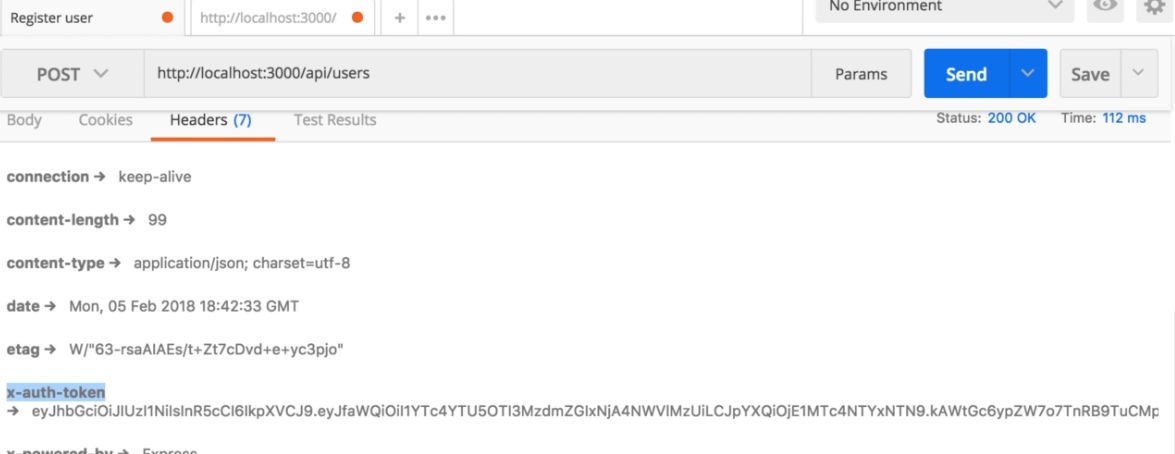 Register user http://localhost:3000/ + ••• No Environment
POST http://localhost:3000/api/users Params Send Save
Body Cookies Headers (7) Test Results Status: 200 OK Time: 112 ms
connection → keep-alive
content-length → 99
content-type → application/json; charset=utf-8
date → Mon, 05 Feb 2018 18:42:33 GMT
etag → W/"63-rsaAlAEs/t+Zt7cDvd+e+yc3pjo"
x-auth-token
→ eyJhbGciOiJIUzI1NiIsInR5cCI6IkpXVCJ9.eyJfaWQiOiI1YTc4YTU5OTI3MzdmZGIxNjA4NWVlMzUiLCJpYXQiOjE1MTc4NTYxNTN9.kAWtGc6ypZW7o7TnRB9TuCMp
x-powered-by → Express